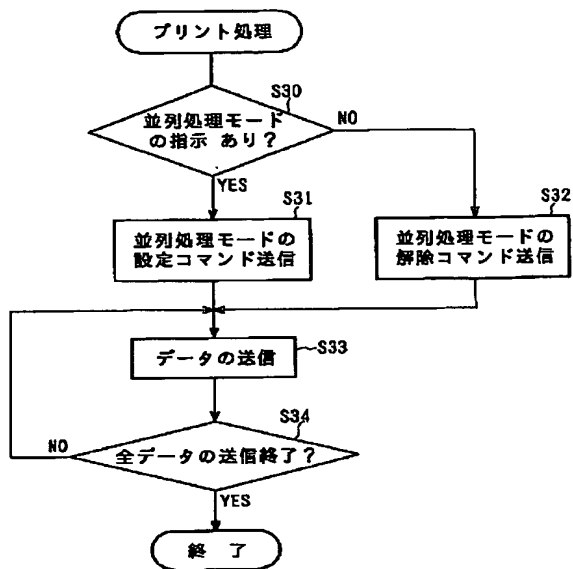 プリント処理
S30
並列処理モード
の指示 あり?
NO
YES
S31
並列処理モードの
設定コマンド送信
S32
並列処理モードの
解除コマンド送信
データの送信
S33
S34
全データの送信終了?
NO
YES
終 了